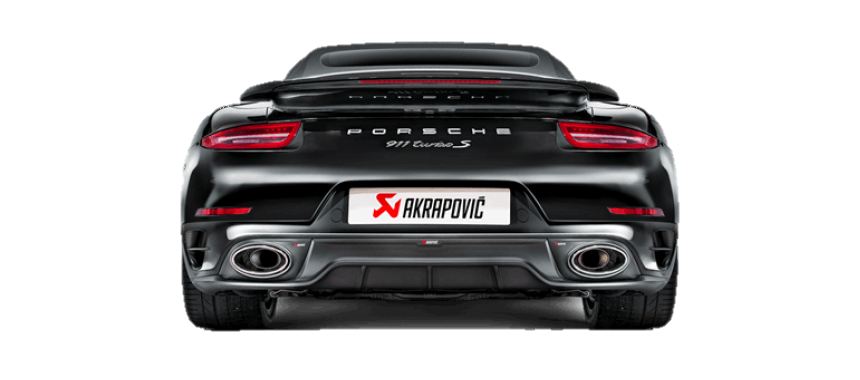 PORSCHE
911 turbo S
AKRAPOVIČ